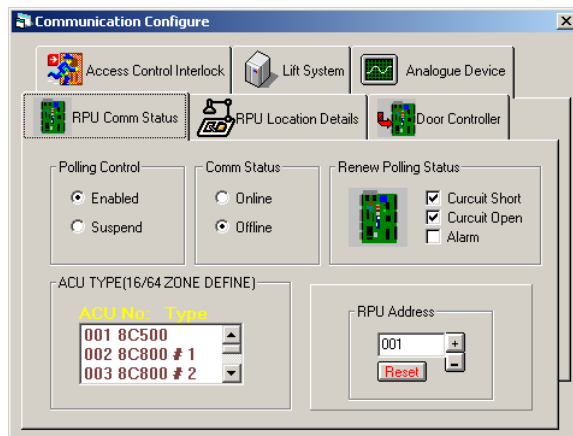 Communication Configure
Access Control Interlock
Lift System
Analogue Device
RPU Comm Status
RPU Location Details
Door Controller
Polling Control
Enabled
Suspend
Comm Status
Online
Offline
Renew Polling Status
Curcuit Short
Curcuit Open
Alarm
ACU TYPE(16/64 ZONE DEFINE)
ACU No: Type
001 8C500
002 8C800 # 1
003 8C800 # 2
RPU Address
001
+
-
Reset